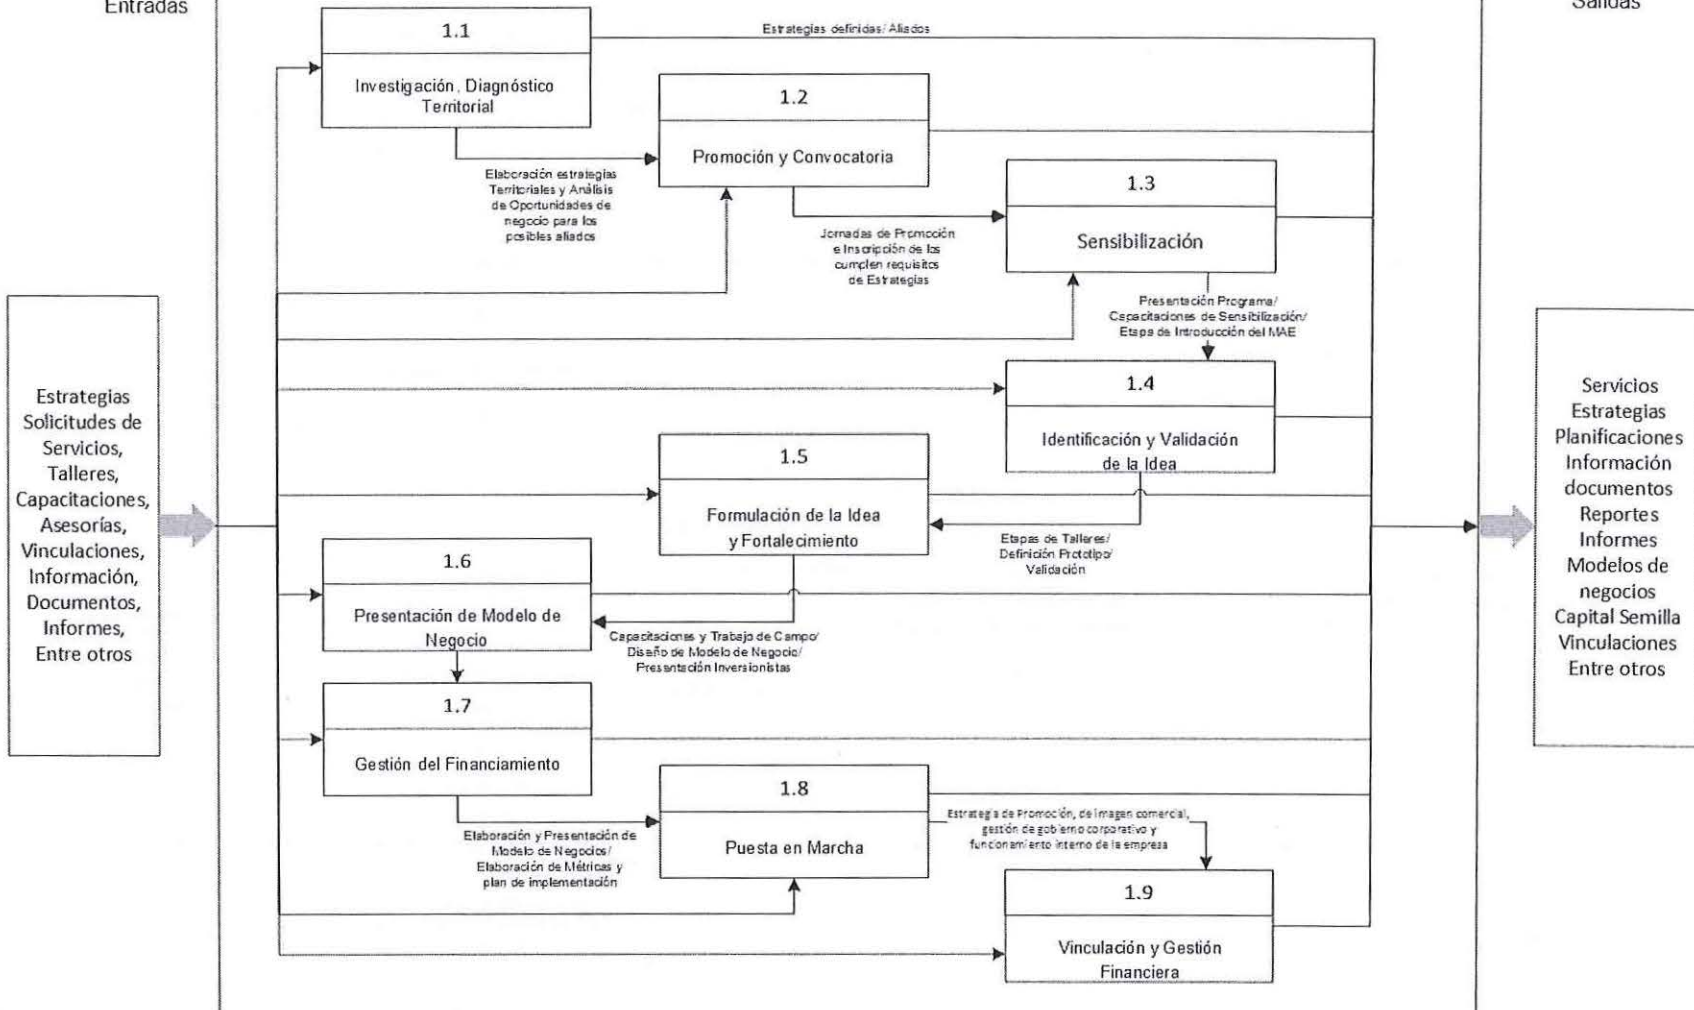 Entradas
Salidas
1.1
Investigación, Diagnóstico
Territorial
Estrategias definidas/ Aliados
1.2
Promoción y Convocatoria
Elaboración estrategias
Territoriales y Análisis
de Oportunidades de
negocio para los
posibles aliados
1.3
Sensibilización
Jornadas de Promoción
e Inscripción de los
cumplen requisitos
de Estrategias
Presentación Programa/
Capacitaciones de Sensibilización/
Etapa de Introducción del MAE
Estrategias
Solicitudes de
Servicios,
Talleres,
Capacitaciones,
Asesorías,
Vinculaciones,
Información,
Documentos,
Informes,
Entre otros
1.4
Identificación y Validación
de la Idea
1.5
Formulación de la Idea
y Fortalecimiento
Etapas de Talleres/
Definición Prototipo/
Validación
1.6
Presentación de Modelo de
Negocio
Capacitaciones y Trabajo de Campo/
Diseño de Modelo de Negocio/
Presentación Inversionistas
1.7
Gestión del Financiamiento
1.8
Puesta en Marcha
Elaboración y Presentación de
Modelo de Negocios/
Elaboración de Métricas y
plan de implementación
Estrategia de Promoción, de imagen comercial,
gestión de gobierno corporativo y
funcionamiento interno de la empresa
1.9
Vinculación y Gestión
Financiera
Servicios
Estrategias
Planificaciones
Información
documentos
Reportes
Informes
Modelos de
negocios
Capital Semilla
Vinculaciones
Entre otros